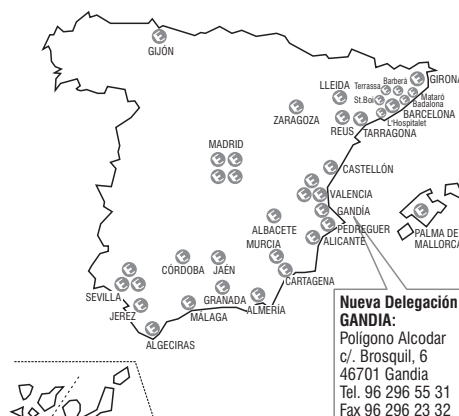 GIJÓN
GIRONA
LLEIDA
Terrassa
Barberá
Mataró
St.Boi
Badalona
BARCELONA
L'Hospitalet
ZARAGOZA
REUS
TARRAGONA
MADRID
CASTELLÓN
VALENCIA
GANDÍA
ALBACETE
PEDREGUER
ALICANTE
PALMA DE
MALLORCA
MURCIA
CARTAGENA
CÓRDOBA
JAÉN
SEVILLA
GRANADA
ALMERÍA
JEREZ
MALAGA
ALGECIRAS
Nueva Delegación
GANDIA:
Polígono Alcodar
c/. Brosquil, 6
46701 Gandia
Tel. 96 296 55 31
Fax 96 296 23 32